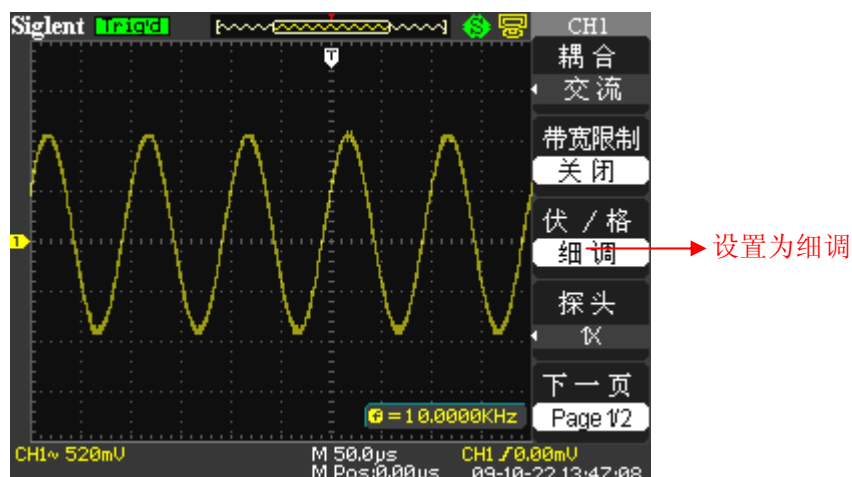 Siglent Trig'd CH1
T
耦合
交流
带宽限制
关闭
伏/格
细调
设置为细调
探头
1X
下一页
Page 1/2
1
f=10.0000KHz
CH1~ 520mV M 50.0μs CH1 0.00mV
M Pos:0.00μs 09-10-22 13:47:08